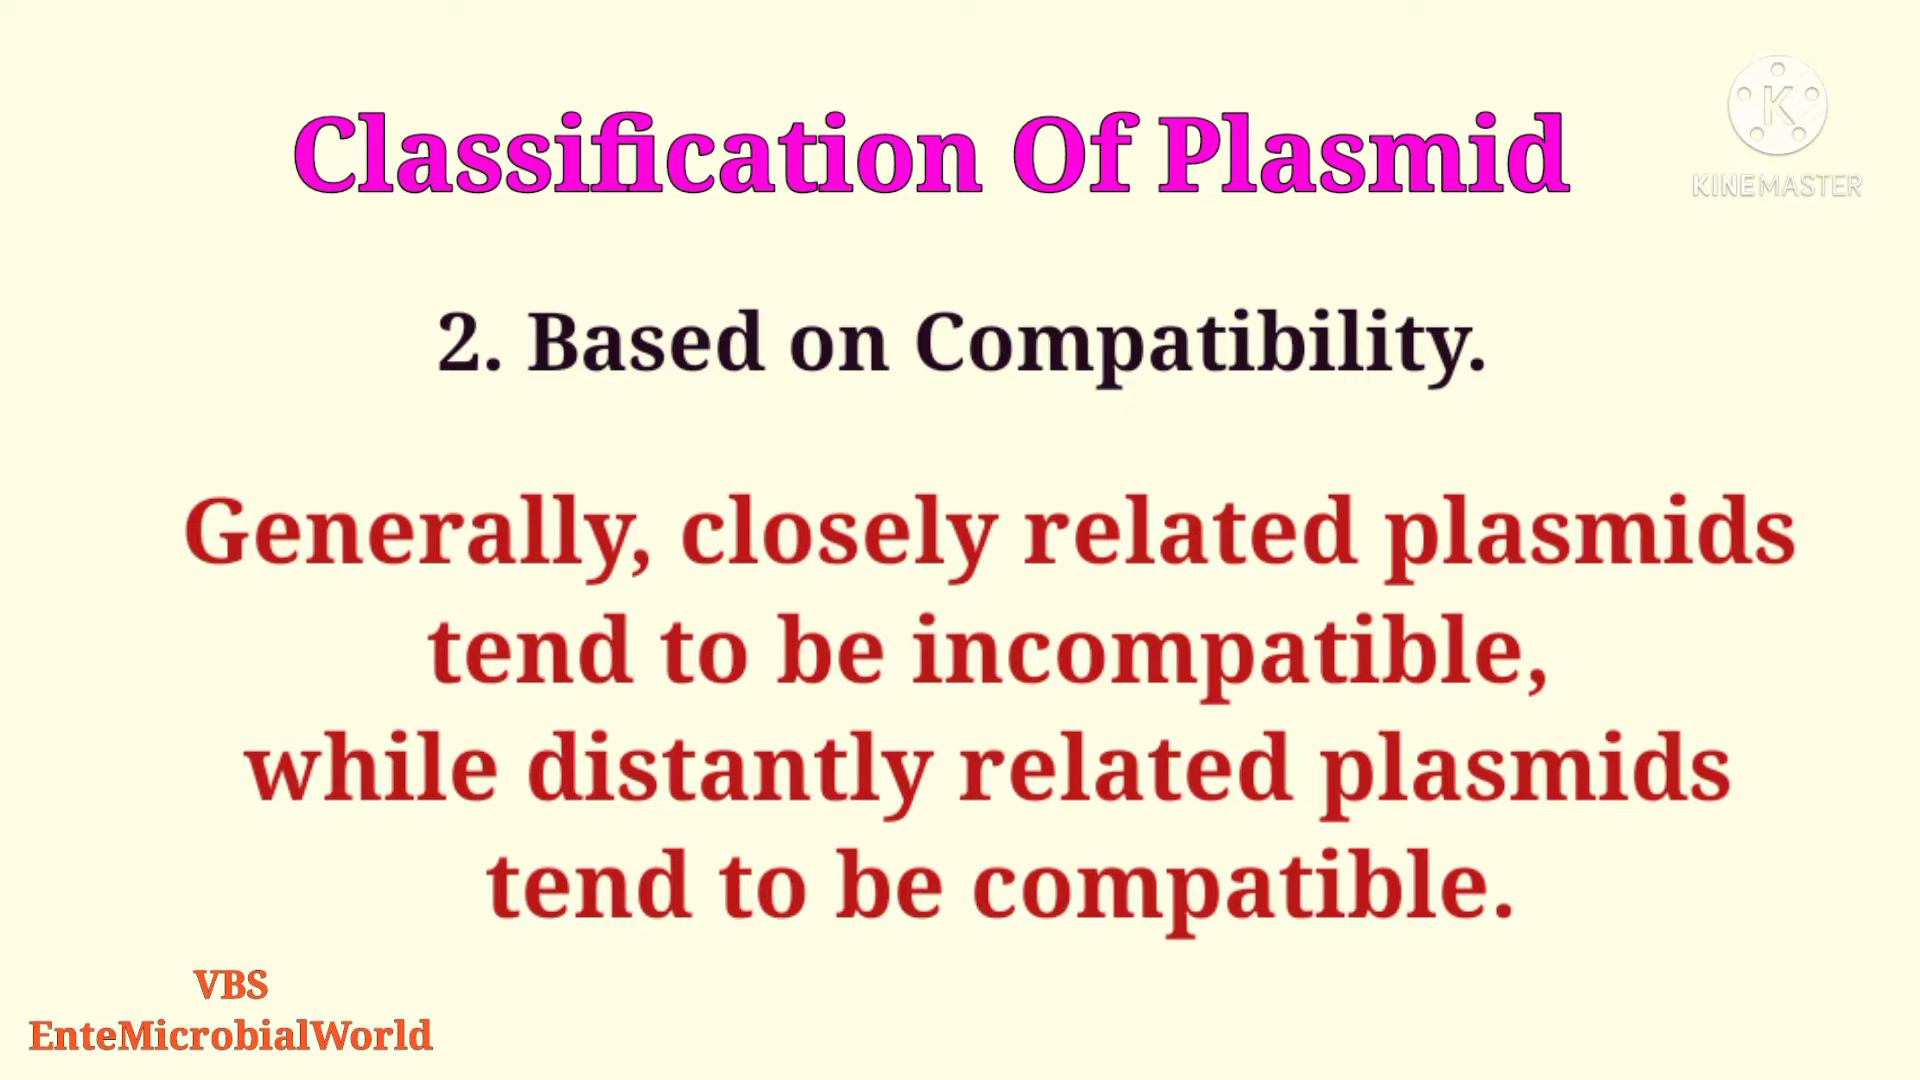 Classification Of Plasmid
K
KINEMASTER
2. Based on Compatibility.
Generally, closely related plasmids
tend to be incompatible,
while distantly related plasmids
tend to be compatible.
VBS
EnteMicrobialWorld